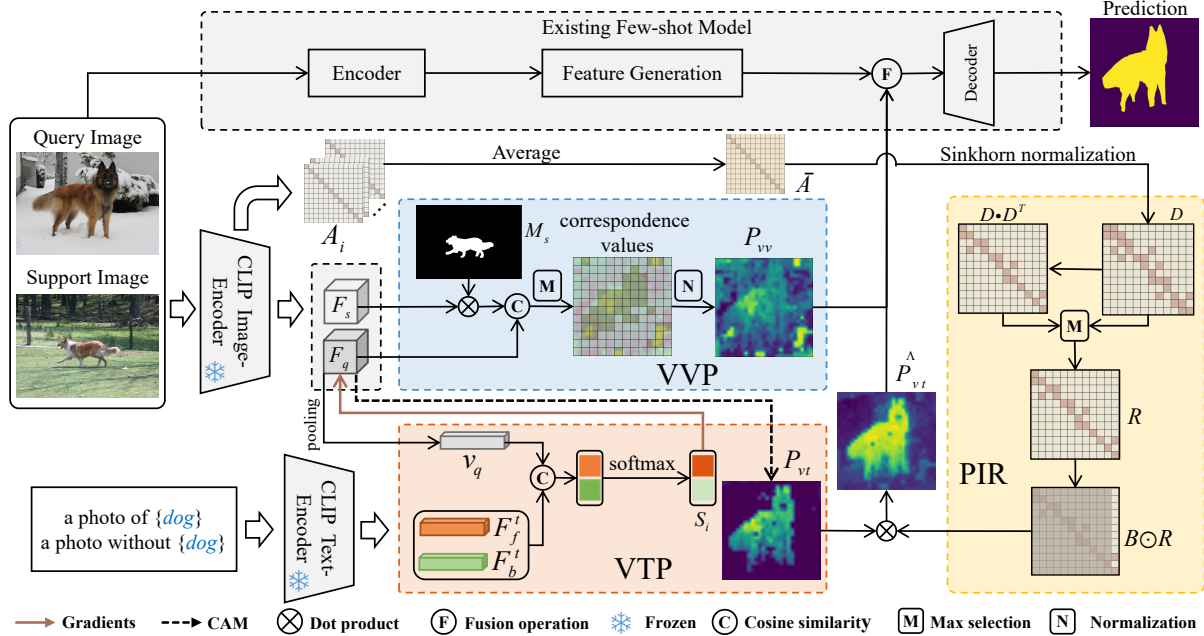 Existing Few-shot Model
Prediction
Encoder
Feature Generation
F
Decoder
Query Image
Support Image
CLIP Image-
Encoder
A_i
Average
Ā
Sinkhorn normalization
M_s
correspondence
values
P_vv
F_s
F_q
C
M
N
VVP
D•D^T
D
M
R
PIR
B⊙R
P̂_vt
pooling
v_q
C
softmax
S_i
P_vt
F_f^t
F_b^t
VTP
CLIP Text-
Encoder
a photo of {dog}
a photo without {dog}
Gradients
CAM
Dot product
F Fusion operation
Frozen
C Cosine similarity
M Max selection
N Normalization